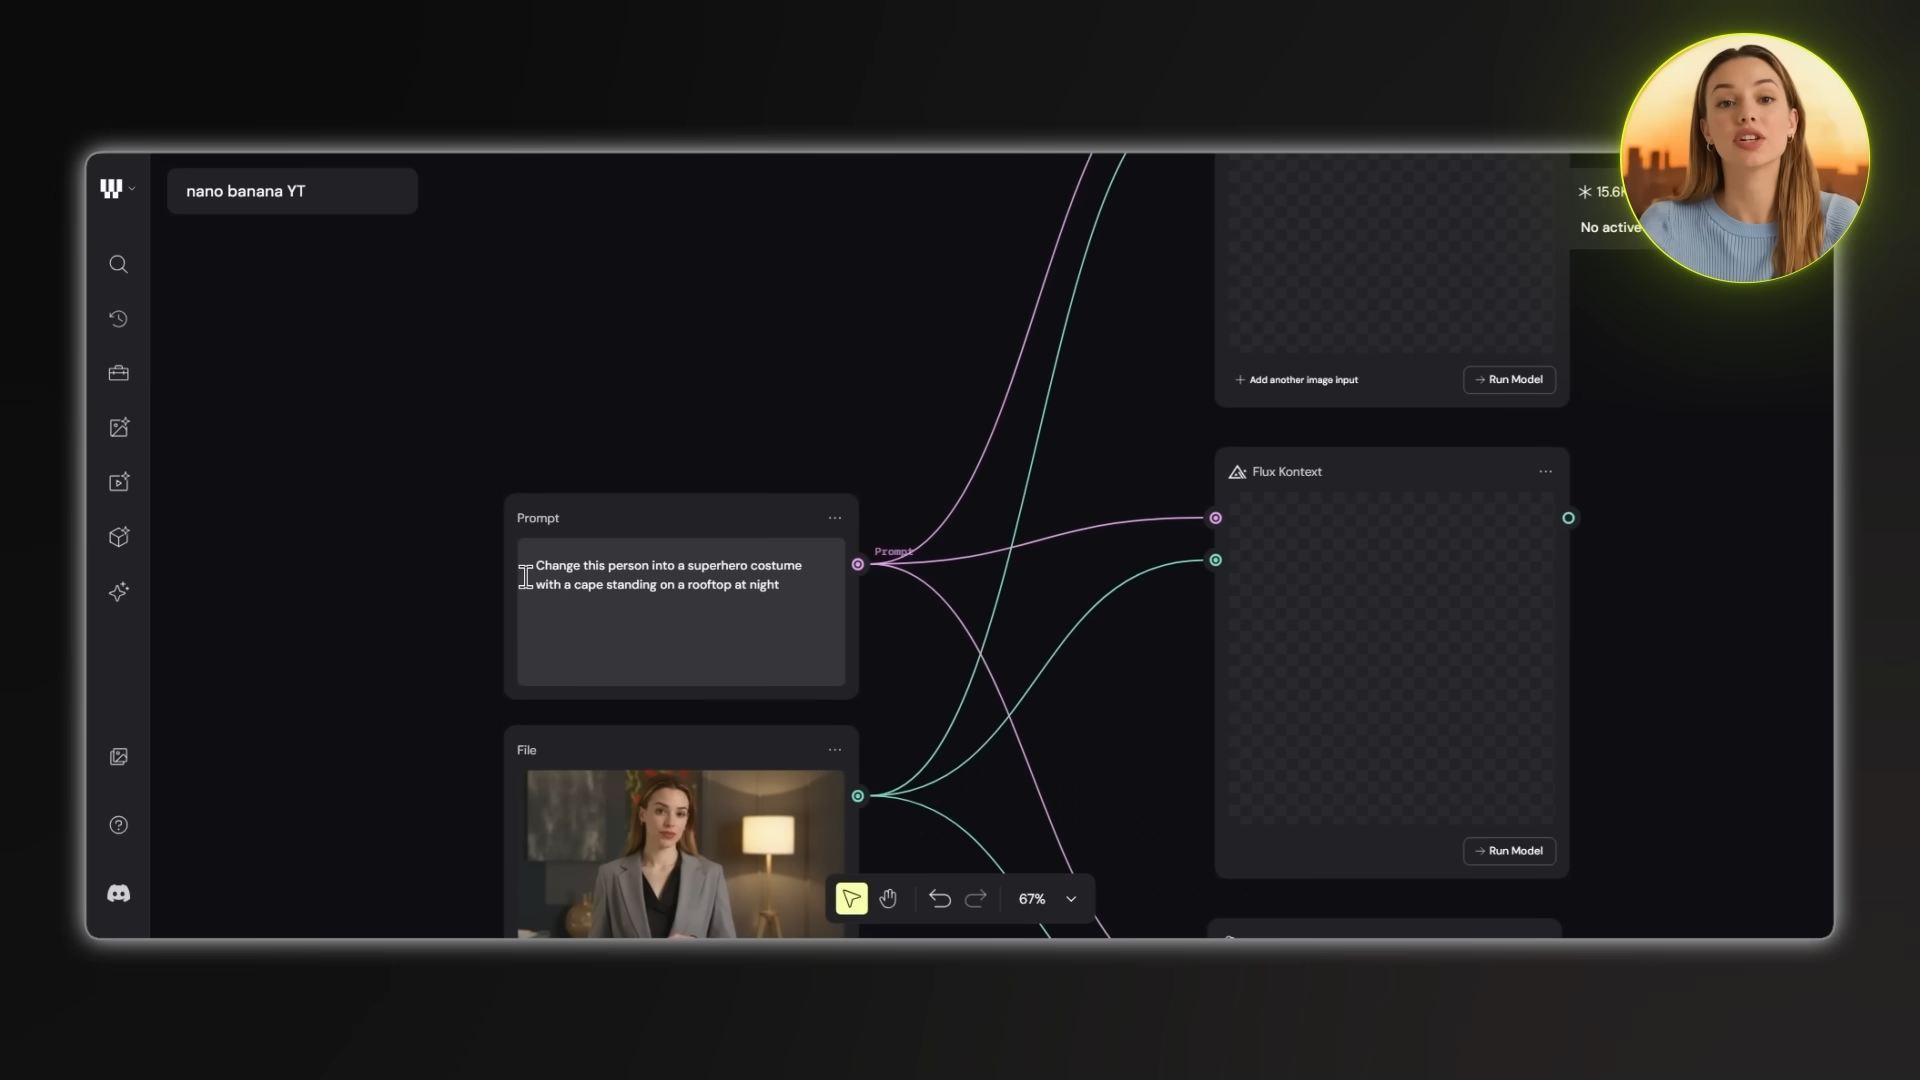 nano banana YT
15.6
No active
Add another image input
Run Model
Flux Kontext
Prompt
Prompt
Change this person into a superhero costume
with a cape standing on a rooftop at night
File
Run Model
67%